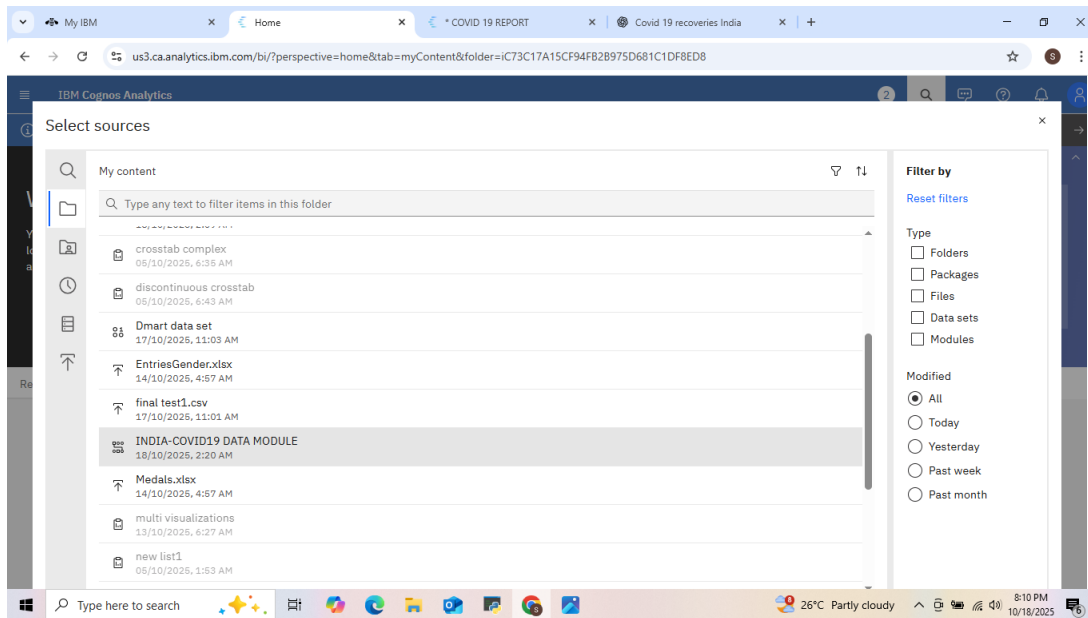 My IBM
Home
* COVID 19 REPORT
Covid 19 recoveries India
us3.ca.analytics.ibm.com/bi/?perspective=home&tab=myContent&folder=iC73C17A15CF94FB2B975D681C1DF8ED8
S
IBM Cognos Analytics
2
Select sources
My content
Type any text to filter items in this folder
crosstab complex
05/10/2025, 6:35 AM
discontinuous crosstab
05/10/2025, 6:43 AM
Dmart data set
17/10/2025, 11:03 AM
EntriesGender.xlsx
14/10/2025, 4:57 AM
final test1.csv
17/10/2025, 11:01 AM
INDIA-COVID19 DATA MODULE
18/10/2025, 2:20 AM
Medals.xlsx
14/10/2025, 4:57 AM
multi visualizations
13/10/2025, 6:27 AM
new list1
05/10/2025, 1:53 AM
Filter by
Reset filters
Type
Folders
Packages
Files
Data sets
Modules
Modified
All
Today
Yesterday
Past week
Past month
Re
Type here to search
26°C Partly cloudy
8:10 PM
10/18/2025
6